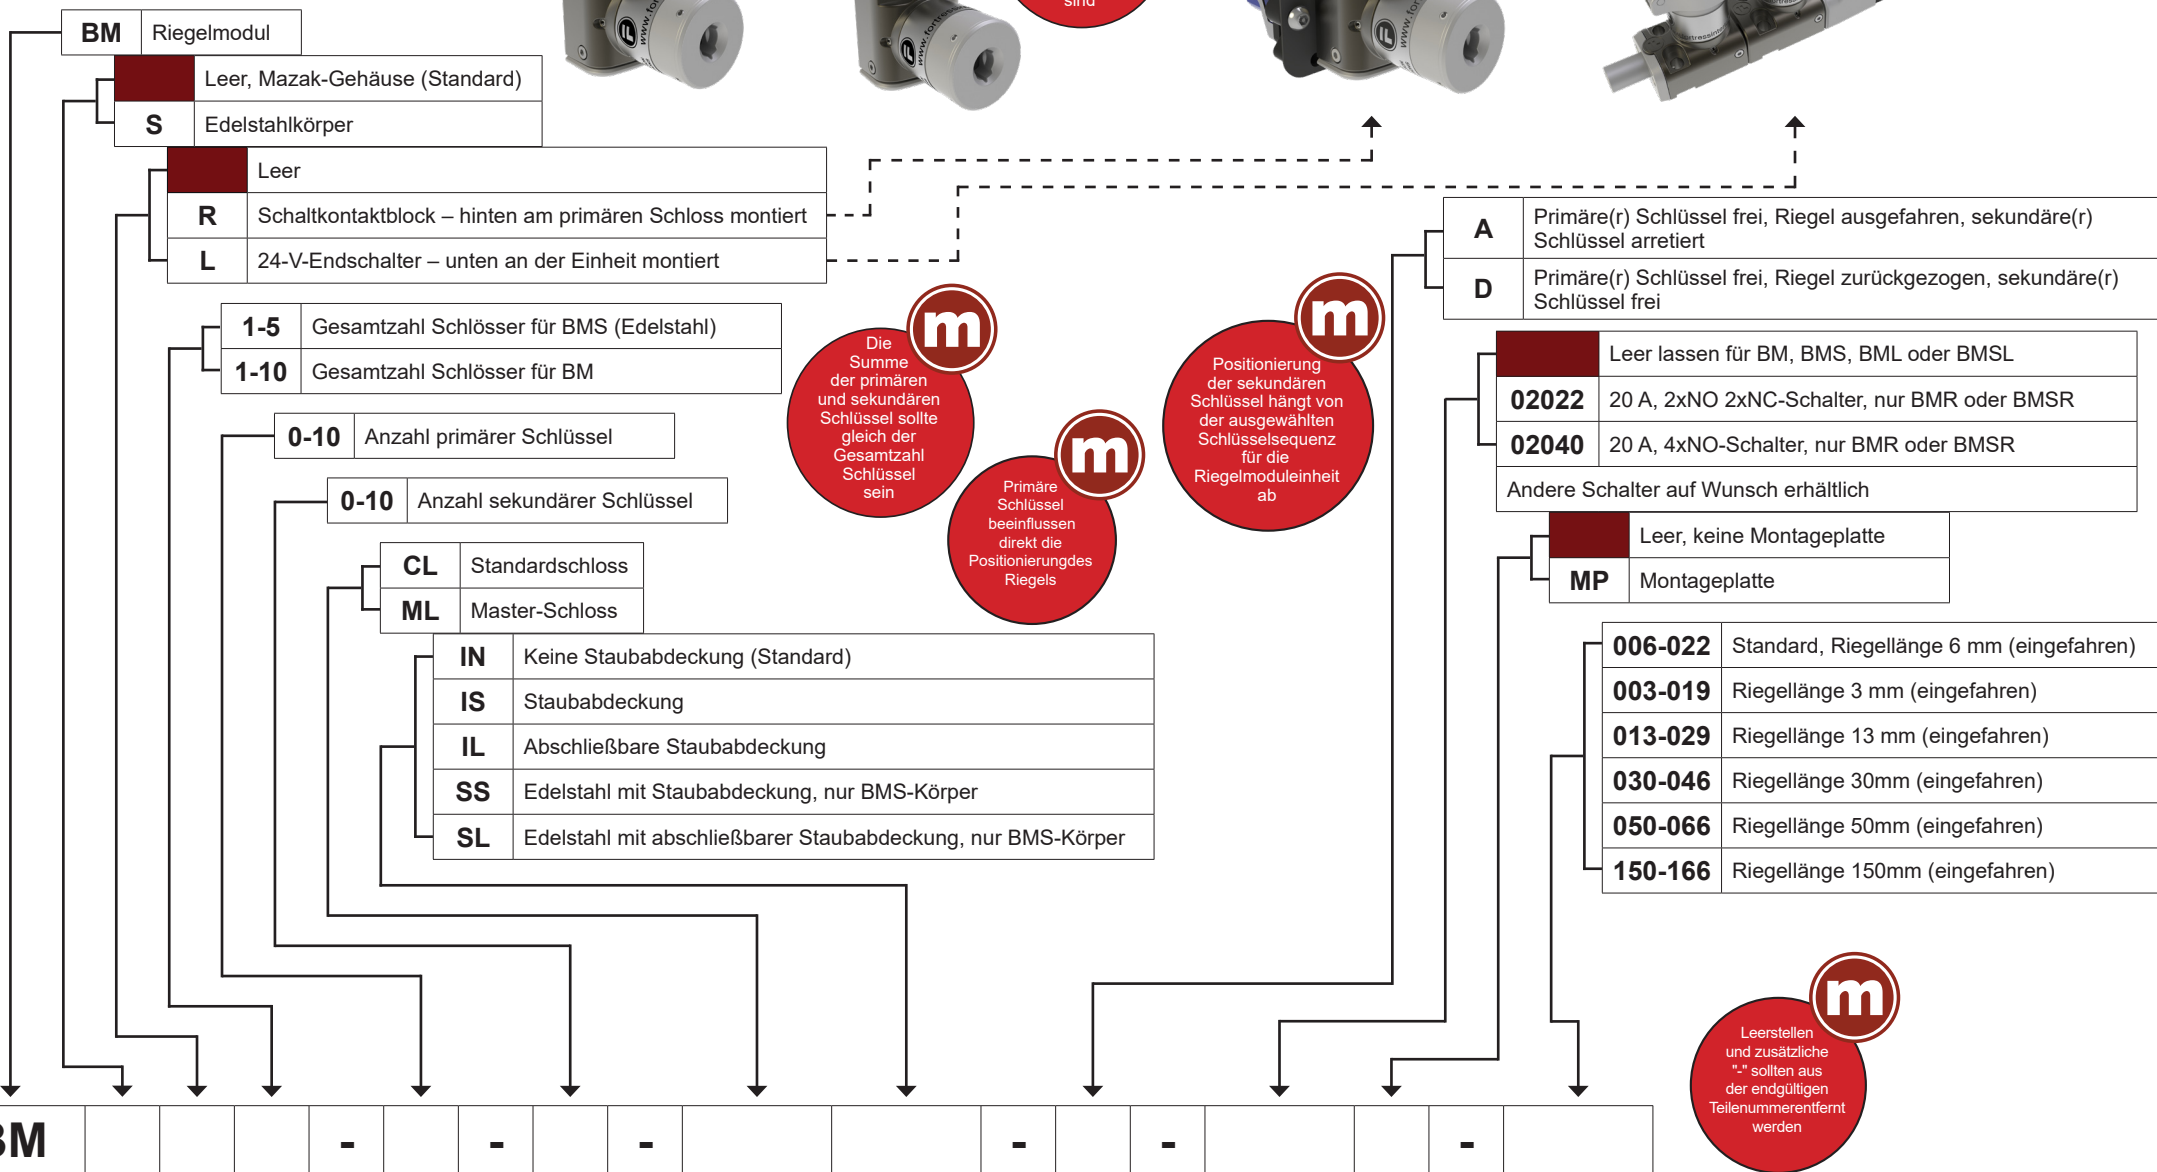 sind
BM Riegelmodul
Leer, Mazak-Gehäuse (Standard)
S Edelstahlkörper
Leer
R Schaltkontaktblock – hinten am primären Schloss montiert
L 24-V-Endschalter – unten an der Einheit montiert
1-5 Gesamtzahl Schlösser für BMS (Edelstahl)
1-10 Gesamtzahl Schlösser für BM
0-10 Anzahl primärer Schlüssel
0-10 Anzahl sekundärer Schlüssel
CL Standardschloss
ML Master-Schloss
IN Keine Staubabdeckung (Standard)
IS Staubabdeckung
IL Abschließbare Staubabdeckung
SS Edelstahl mit Staubabdeckung, nur BMS-Körper
SL Edelstahl mit abschließbarer Staubabdeckung, nur BMS-Körper
m
Die
Summe
der primären
und sekundären
Schlüssel sollte
gleich der
Gesamtzahl
Schlüssel
sein
m
Primäre
Schlüssel
beeinflussen
direkt die
Positionierungdes
Riegels
m
Positionierung
der sekundären
Schlüssel hängt von
der ausgewählten
Schlüsselsequenz
für die
Riegelmoduleinheit
ab
A Primäre(r) Schlüssel frei, Riegel ausgefahren, sekundäre(r)
Schlüssel arretiert
D Primäre(r) Schlüssel frei, Riegel zurückgezogen, sekundäre(r)
Schlüssel frei
Leer lassen für BM, BMS, BML oder BMSL
02022 20 A, 2xNO 2xNC-Schalter, nur BMR oder BMSR
02040 20 A, 4xNO-Schalter, nur BMR oder BMSR
Andere Schalter auf Wunsch erhältlich
Leer, keine Montageplatte
MP Montageplatte
006-022 Standard, Riegellänge 6 mm (eingefahren)
003-019 Riegellänge 3 mm (eingefahren)
013-029 Riegellänge 13 mm (eingefahren)
030-046 Riegellänge 30mm (eingefahren)
050-066 Riegellänge 50mm (eingefahren)
150-166 Riegellänge 150mm (eingefahren)
m
Leerstellen
und zusätzliche
"-" sollten aus
der endgültigen
Teilenummerentfernt
werden
BM - - - - - -